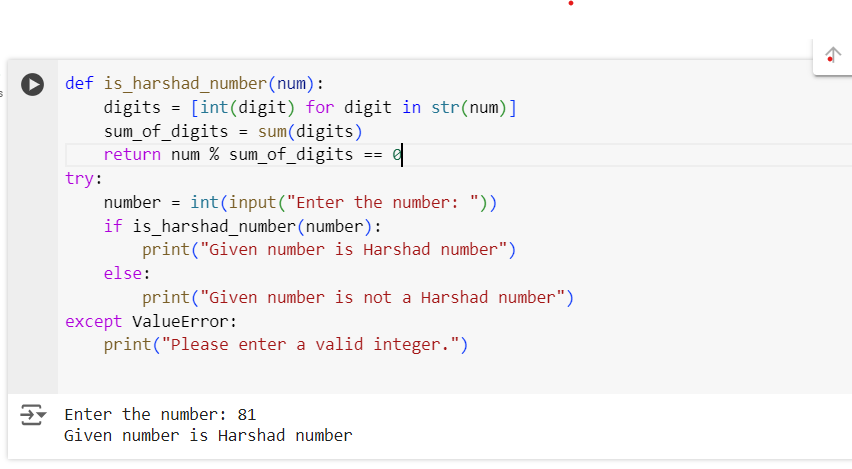 def is_harshad_number(num):
    digits = [int(digit) for digit in str(num)]
    sum_of_digits = sum(digits)
    return num % sum_of_digits == 0
try:
    number = int(input("Enter the number: "))
    if is_harshad_number(number):
        print("Given number is Harshad number")
    else:
        print("Given number is not a Harshad number")
except ValueError:
    print("Please enter a valid integer.")
Enter the number: 81
Given number is Harshad number